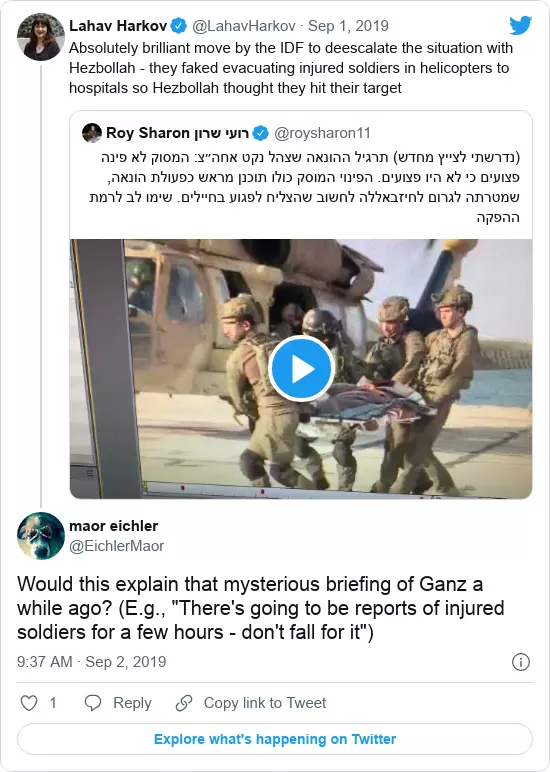 Lahav Harkov @LahavHarkov · Sep 1, 2019
Absolutely brilliant move by the IDF to deescalate the situation with
Hezbollah - they faked evacuating injured soldiers in helicopters to
hospitals so Hezbollah thought they hit their target
Roy Sharon רועי שרון @roysharon11
(נדרשתי לצייץ מחדש) תרגיל ההונאה שצהל נקט אחה״צ: המסוק לא פינה
פצועים כי לא היו פצועים. הפינוי המוסק כולו תוכנן מראש כפעולת הונאה,
שמטרתה לגרום לחיזבאללה לחשוב שהצליח לפגוע בחיילים. שימו לב לרמת
ההפקה
maor eichler
@EichlerMaor
Would this explain that mysterious briefing of Ganz a
while ago? (E.g., "There's going to be reports of injured
soldiers for a few hours - don't fall for it")
9:37 AM · Sep 2, 2019
1 Reply Copy link to Tweet
Explore what's happening on Twitter